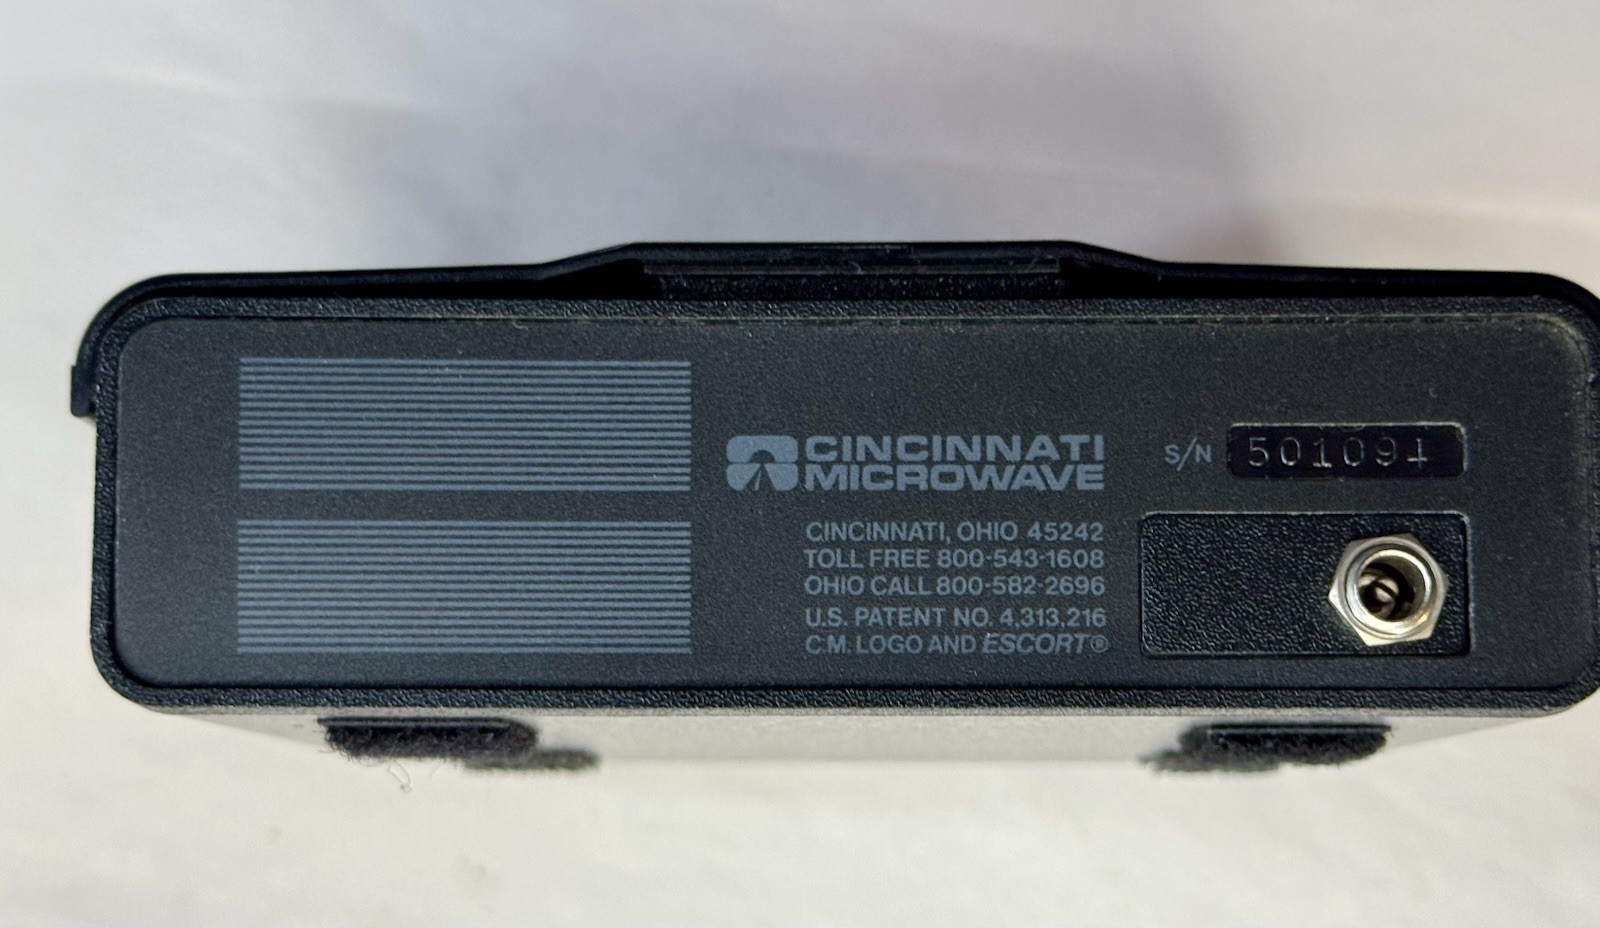 CINCINNATI
MICROWAVE
S/N 501094
CINCINNATI, OHIO 45242
TOLL FREE 800-543-1608
OHIO CALL 800-582-2696
U.S. PATENT NO. 4,313,216
C.M. LOGO AND ESCORT®